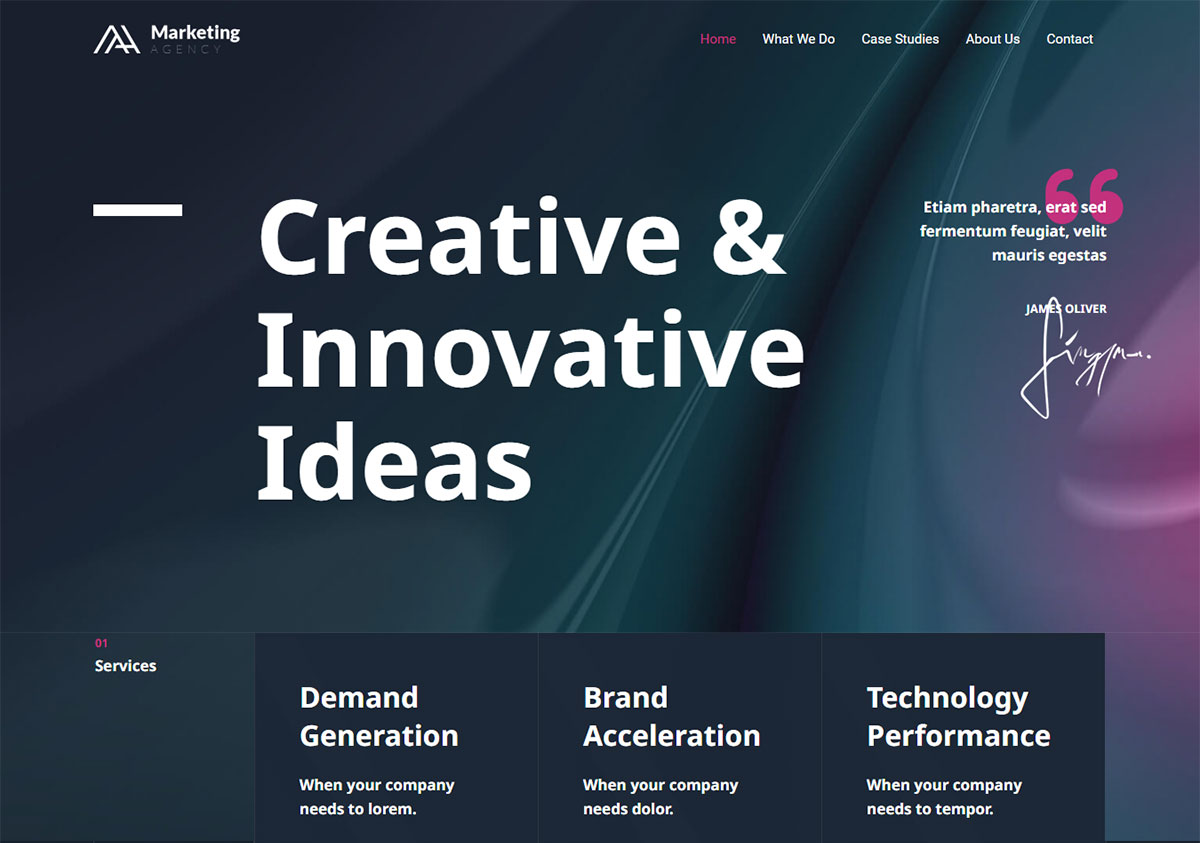 Marketing
AGENCY
Home
What We Do
Case Studies
About Us
Contact
Creative &
Innovative
Ideas
Etiam pharetra, erat sed
fermentum feugiat, velit
mauris egestas
JAMES OLIVER
01
Services
Demand
Generation
When your company
needs to lorem.
Brand
Acceleration
When your company
needs dolor.
Technology
Performance
When your company
needs to tempor.